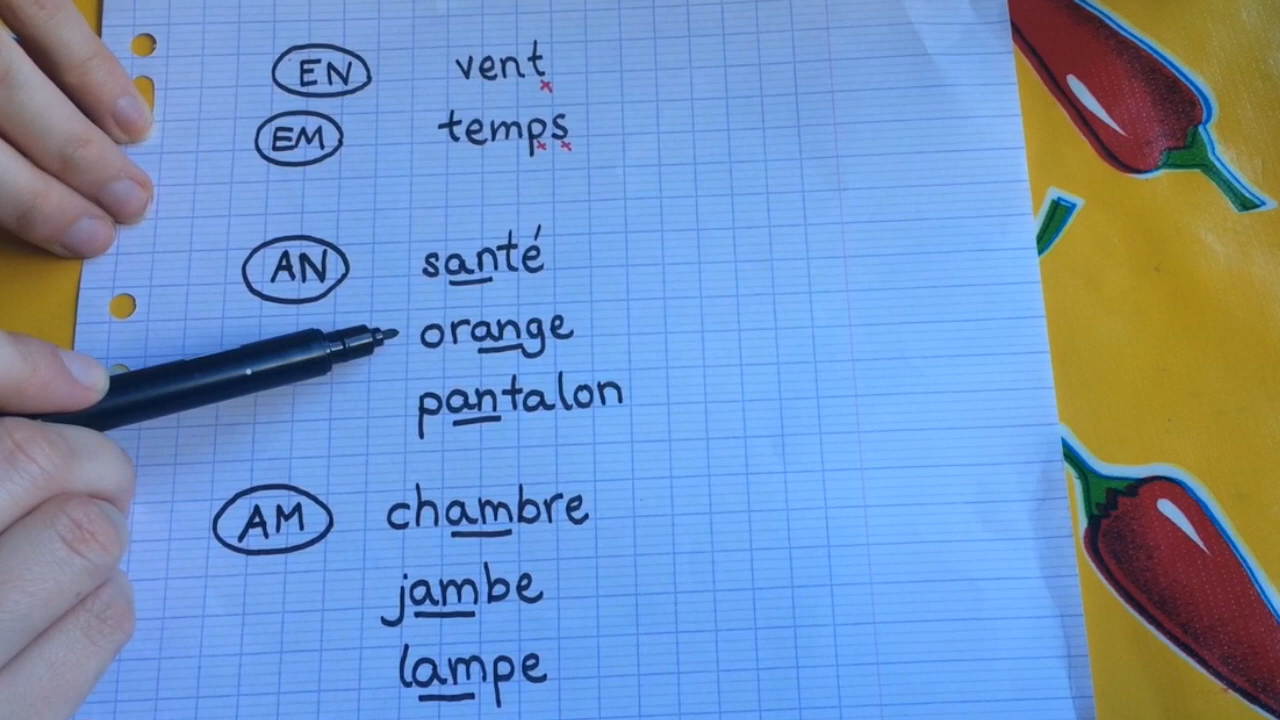 EN vent
EM temps
AN santé
orange
pantalon
AM chambre
jambe
lampe